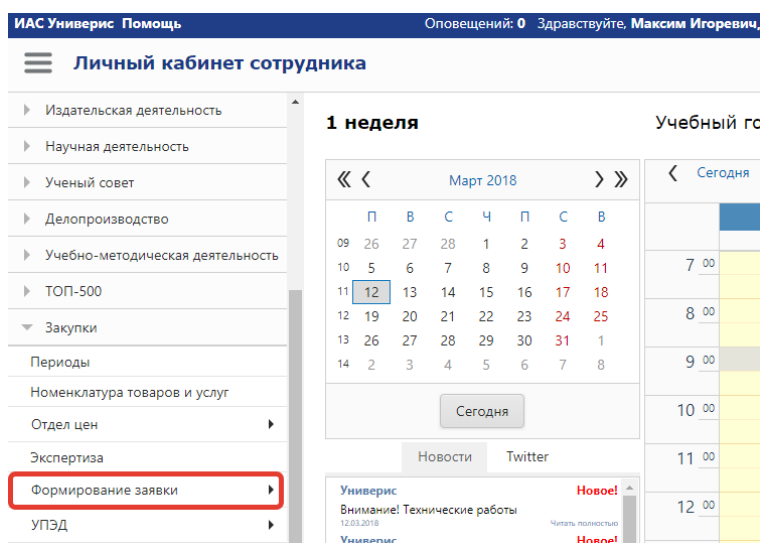 ИАС Универис Помощь Оповещений: 0 Здравствуйте, Максим Игоревич,
Личный кабинет сотрудника
Издательская деятельность
Научная деятельность
Ученый совет
Делопроизводство
Учебно-методическая деятельность
ТОП-500
Закупки
Периоды
Номенклатура товаров и услуг
Отдел цен
Экспертиза
Формирование заявки
УПЭД
1 неделя
Март 2018
П В С Ч П С В
09 26 27 28 1 2 3 4
10 5 6 7 8 9 10 11
11 12 13 14 15 16 17 18
12 19 20 21 22 23 24 25
13 26 27 28 29 30 31 1
14 2 3 4 5 6 7 8
Сегодня
Новости Twitter
Универис Новое!
Внимание! Технические работы
12.03.2018 Читать полностью
Универис Новое!
Учебный го
Сегодня
7 00
8 00
9 00
10 00
11 00
12 00